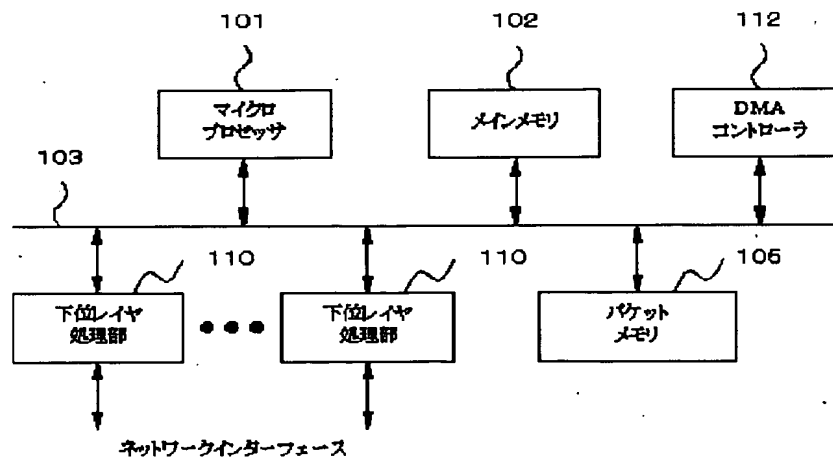 101
102
112
マイクロ
プロセッサ
メインメモリ
DMA
コントローラ
103
110
110
106
下位レイヤ
処理部
下位レイヤ
処理部
パケット
メモリ
ネットワークインターフェース